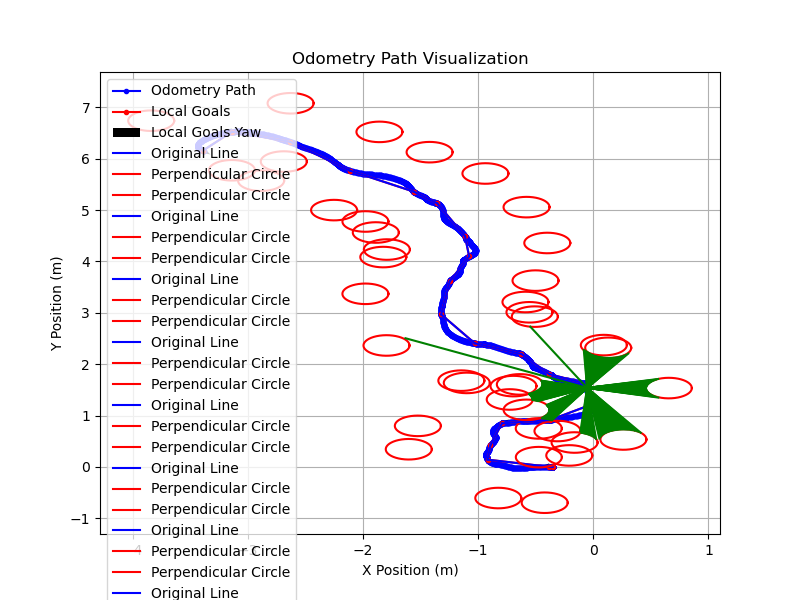 Odometry Path Visualization
Odometry Path
Local Goals
Local Goals Yaw
Original Line
Perpendicular Circle
Perpendicular Circle
Original Line
Perpendicular Circle
Perpendicular Circle
Original Line
Perpendicular Circle
Perpendicular Circle
Original Line
Perpendicular Circle
Perpendicular Circle
Original Line
Perpendicular Circle
Perpendicular Circle
Original Line
Perpendicular Circle
Perpendicular Circle
Original Line
Perpendicular Circle
Perpendicular Circle
Original Line
Y Position (m)
7
6
5
4
3
2
1
0
−1
−4 −3 −2 −1 0 1
X Position (m)